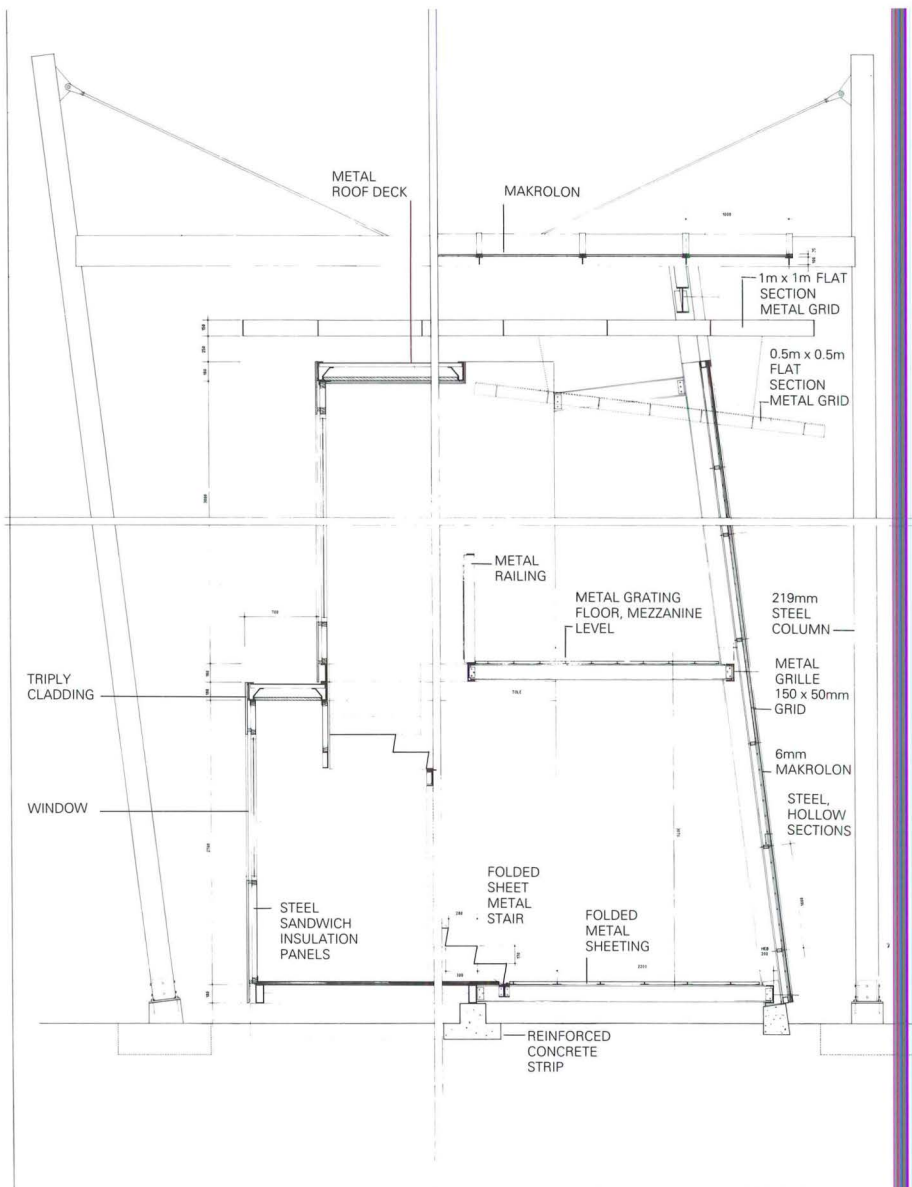 METAL
ROOF DECK
MAKROLON
1m x 1m FLAT
SECTION
METAL GRID
0.5m x 0.5m
FLAT
SECTION
METAL GRID
METAL
RAILING
METAL GRATING
FLOOR, MEZZANINE
LEVEL
219mm
STEEL
COLUMN
METAL
GRILLE
150 x 50mm
GRID
TRIPLY
CLADDING
6mm
MAKROLON
WINDOW
STEEL,
HOLLOW
SECTIONS
FOLDED
SHEET
METAL
STAIR
STEEL
SANDWICH
INSULATION
PANELS
FOLDED
METAL
SHEETING
REINFORCED
CONCRETE
STRIP